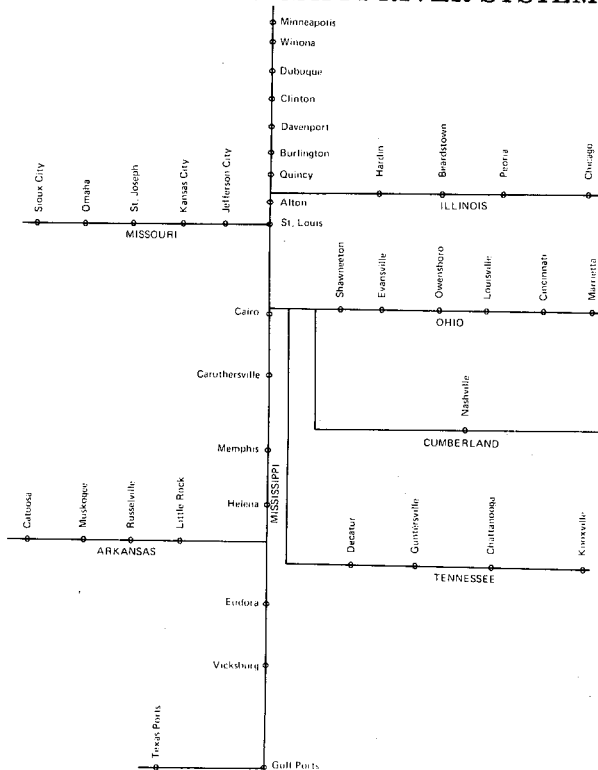 RIVER SYSTEM
Minneapolis
Winona
Dubuque
Clinton
Davenport
Burlington
Quincy
Hardin
Beardstown
Peoria
Chicago
ILLINOIS
Alton
St. Louis
Sioux City
Omaha
St. Joseph
Kansas City
Jefferson City
MISSOURI
Shawneeton
Evansville
Owensboro
Louisville
Cincinnati
Marrietta
OHIO
Cairo
Caruthersville
Nashville
CUMBERLAND
Memphis
MISSISSIPPI
Helena
Catoosa
Muskogee
Russelville
Little Rock
ARKANSAS
Decatur
Guntersville
Chattanooga
Knoxville
TENNESSEE
Eudora
Vicksburg
Texas Ports
Gulf Ports